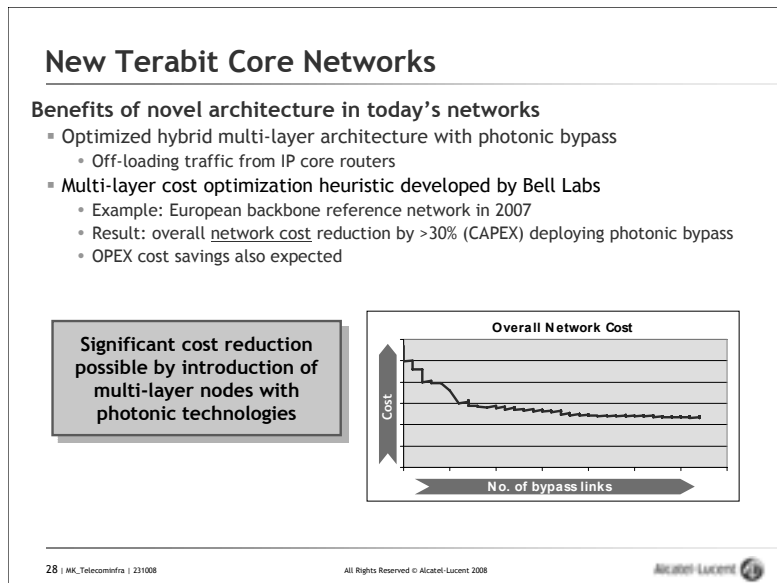 New Terabit Core Networks
Benefits of novel architecture in today's networks
Optimized hybrid multi-layer architecture with photonic bypass
Off-loading traffic from IP core routers
Multi-layer cost optimization heuristic developed by Bell Labs
Example: European backbone reference network in 2007
Result: overall network cost reduction by >30% (CAPEX) deploying photonic bypass
OPEX cost savings also expected
Significant cost reduction
possible by introduction of
multi-layer nodes with
photonic technologies
Overall Network Cost
Cost
No. of bypass links
28 | MK_Telecominfra | 231008
All Rights Reserved © Alcatel-Lucent 2008
Alcatel-Lucent